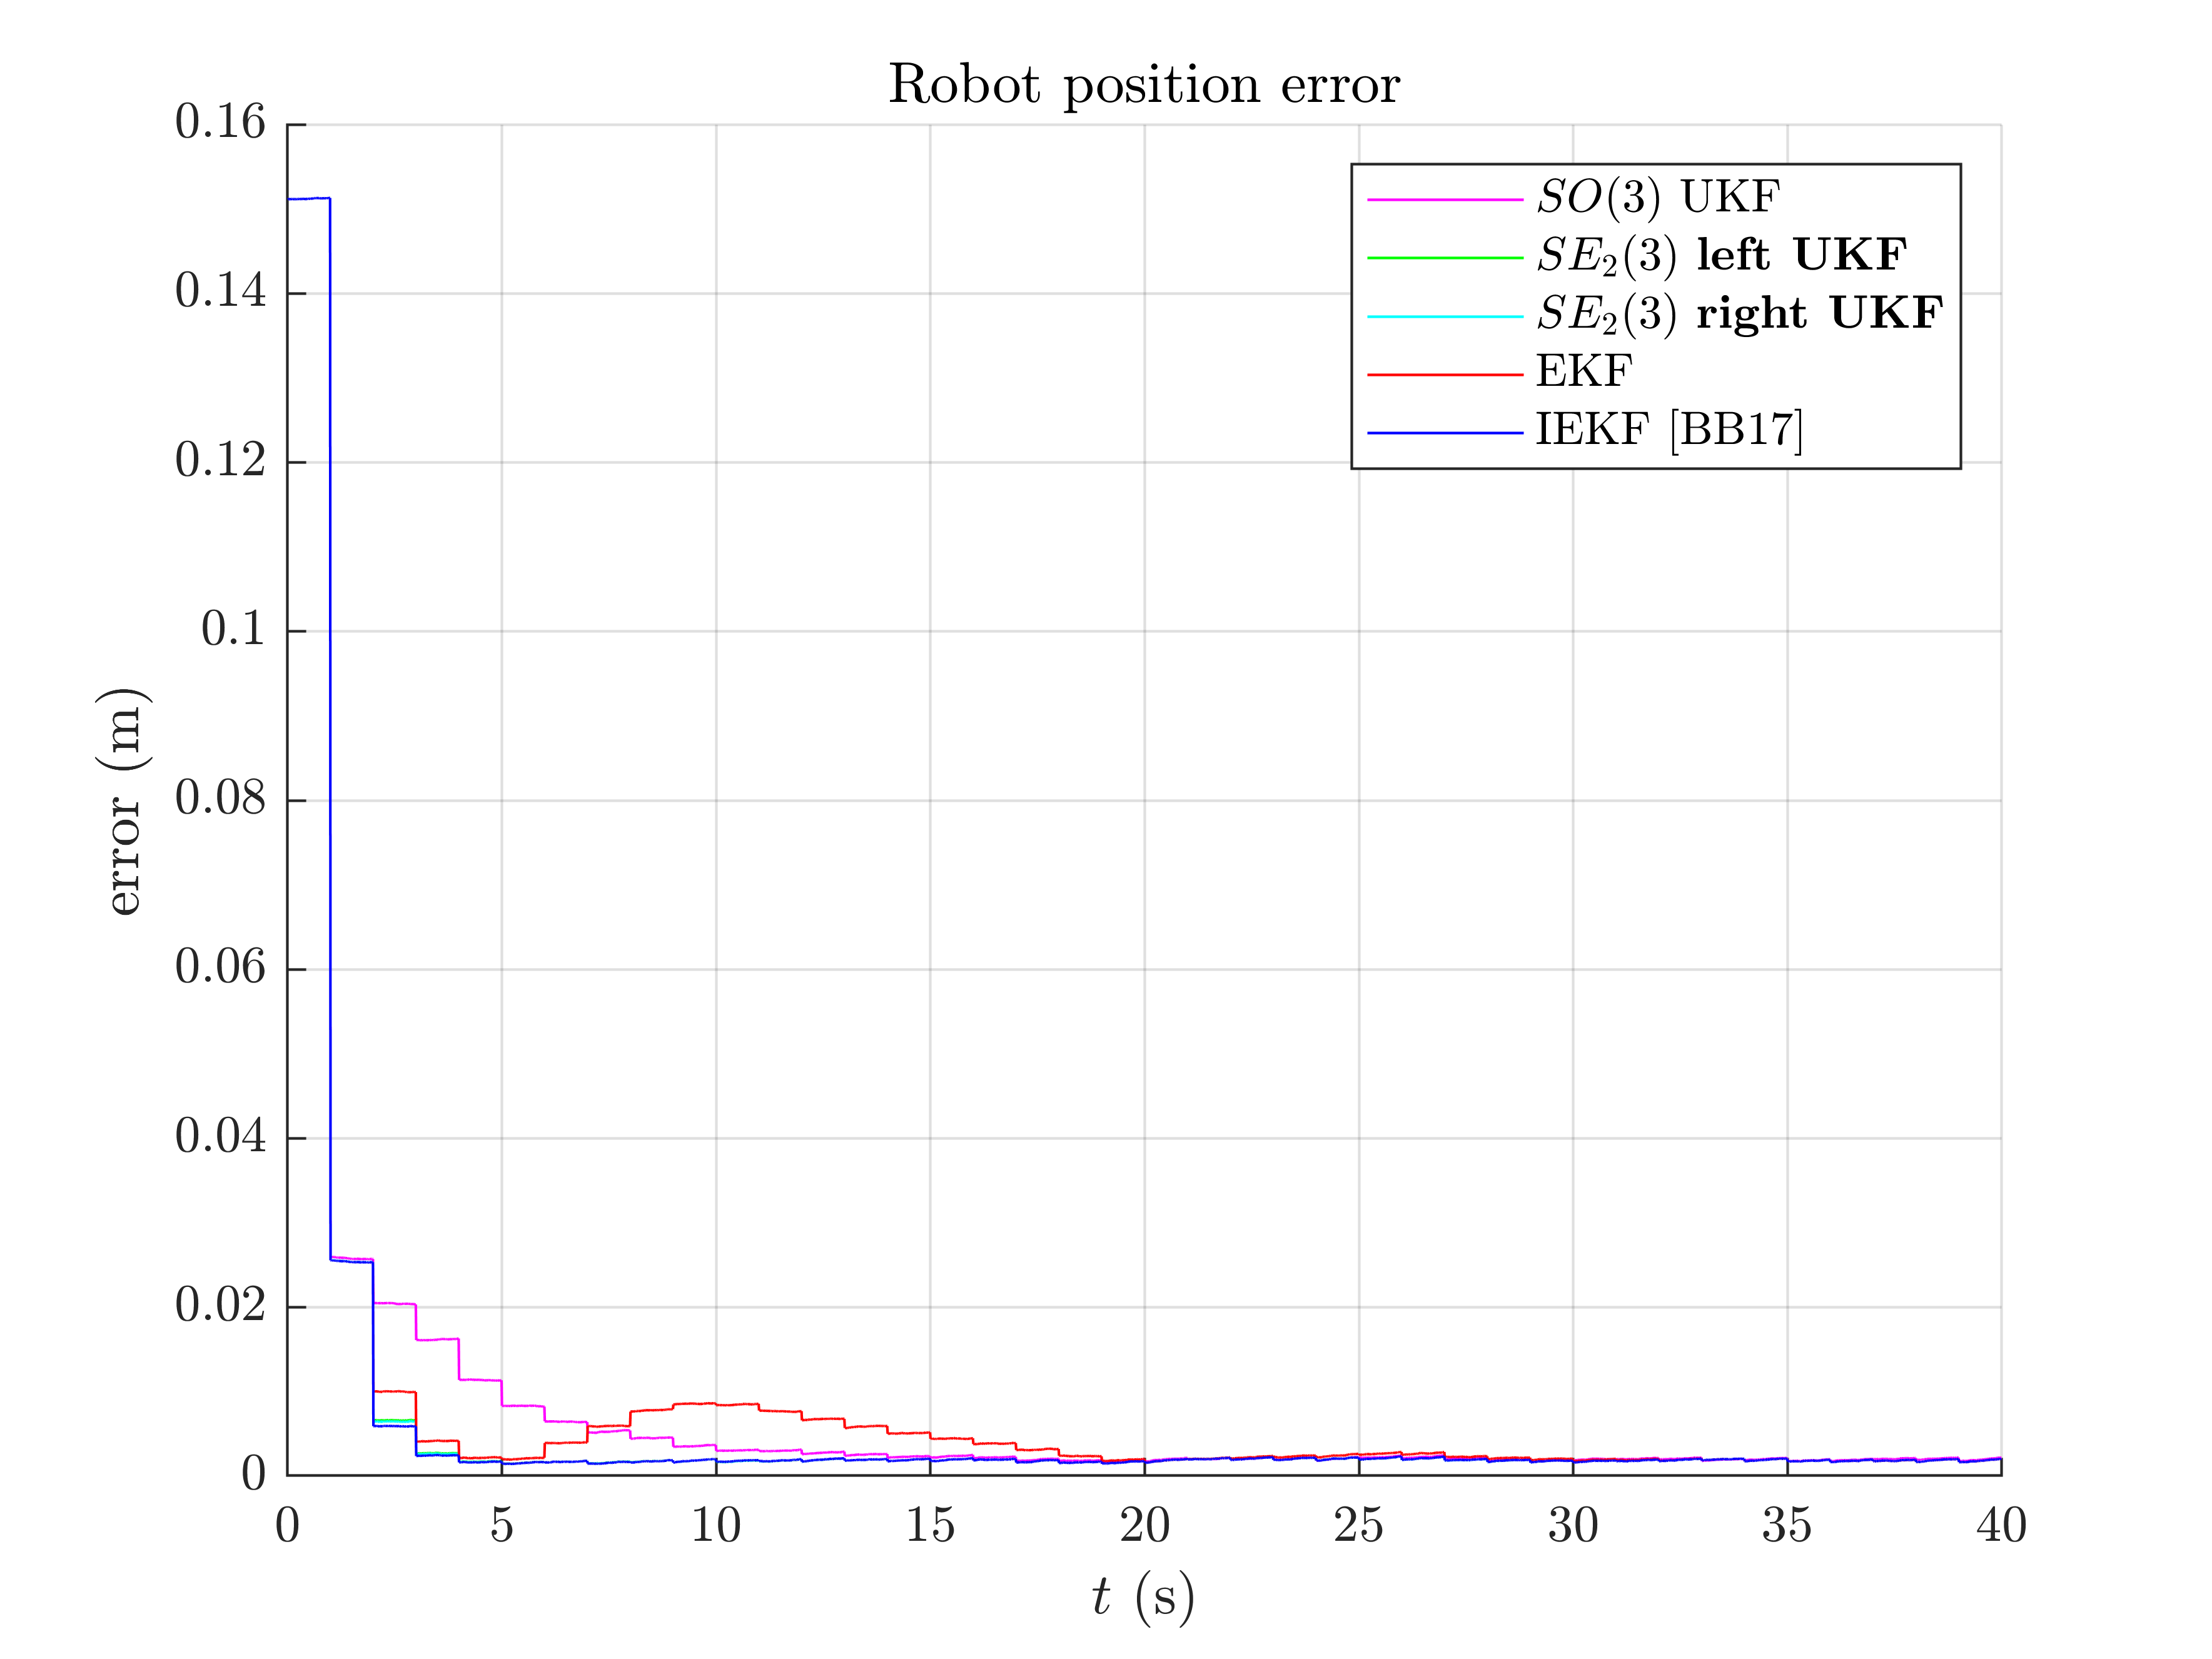 Robot position error
0.16
0.14
0.12
0.1
0.08
0.06
0.04
0.02
0
error (m)
SO(3) UKF
SE₂(3) left UKF
SE₂(3) right UKF
EKF
IEKF [BB17]
0 5 10 15 20 25 30 35 40
t (s)